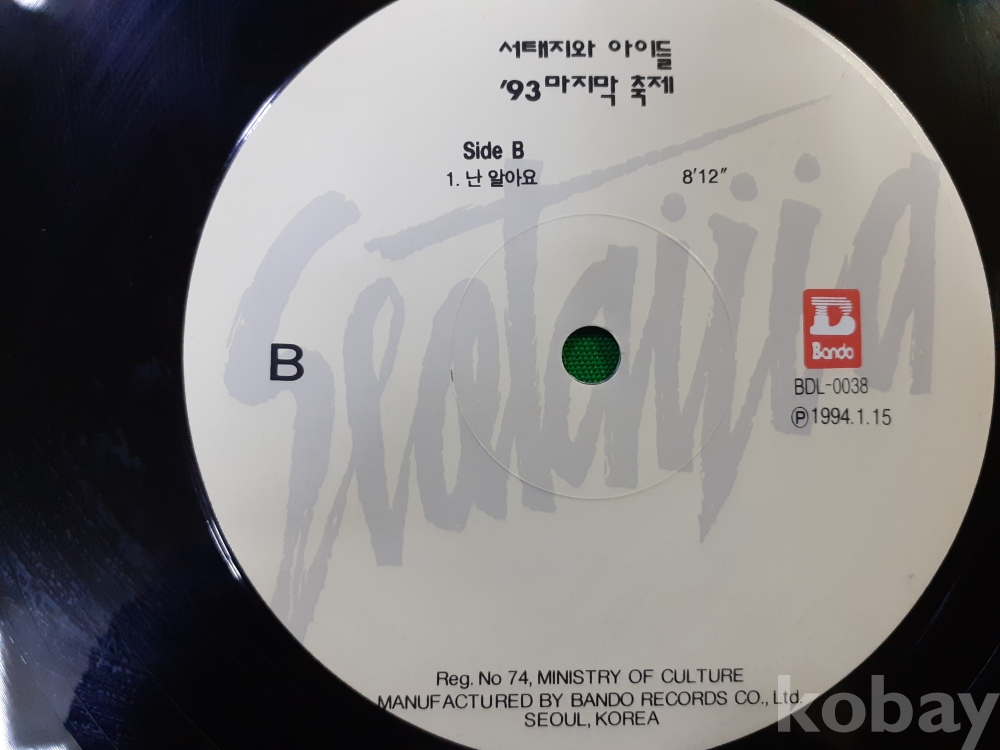 서태지와 아이들
'93 마지막 축제
Side B
1. 난 알아요 8'12"
Seotaiji
B
Bando
BDL-0038
Ⓟ 1994.1.15
Reg. No 74, MINISTRY OF CULTURE
MANUFACTURED BY BANDO RECORDS CO., Ltd.
SEOUL, KOREA
kobay